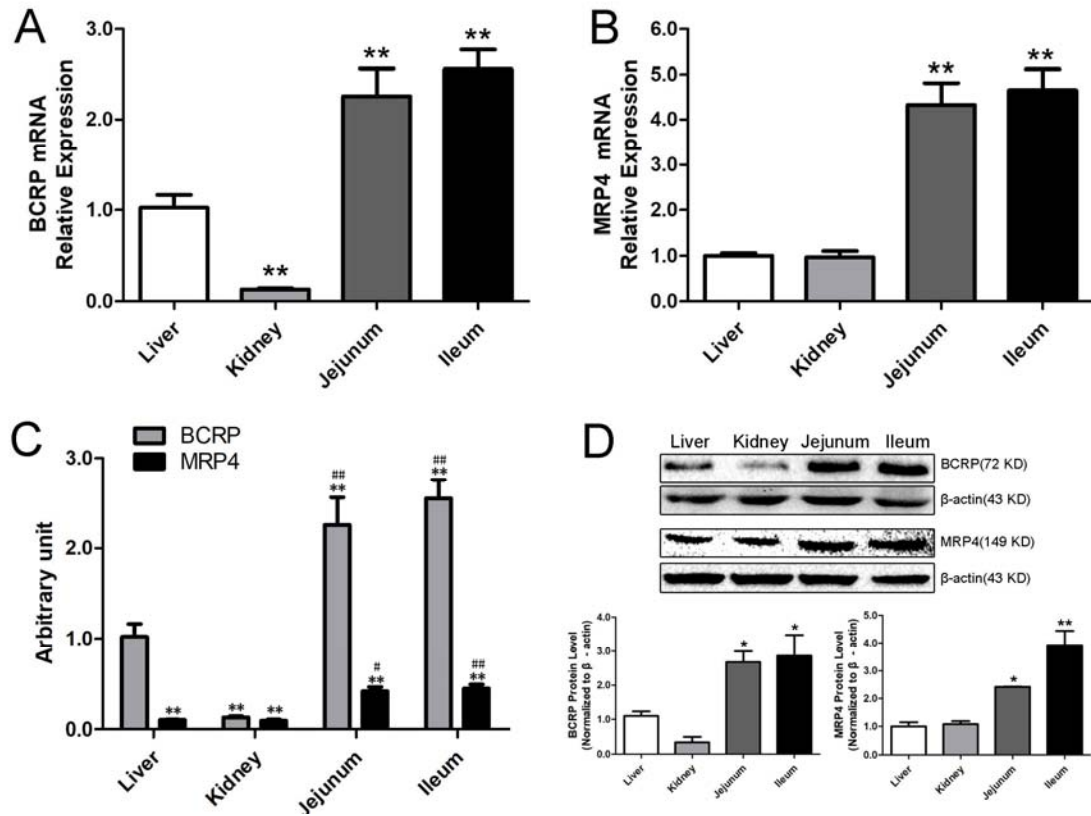 A
BCRP mRNA
Relative Expression
3.0
2.0
1.0
0.0
**
**
**
Liver
Kidney
Jejunum
Ileum
B
MRP4 mRNA
Relative Expression
6.0
4.5
3.0
1.0
0.0
**
**
Liver
Kidney
Jejunum
Ileum
C
BCRP
MRP4
Arbitrary unit
3.0
2.0
1.0
0.0
**
**
**
##
**
#
**
##
**
##
**
Liver
Kidney
Jejunum
Ileum
D
Liver Kidney Jejunum Ileum
BCRP(72 KD)
β-actin(43 KD)
MRP4(149 KD)
β-actin(43 KD)
BCRP Protein Level
(Normalized to β - actin)
4.0
3.0
2.0
1.0
0.0
*
*
Liver
Kidney
Jejunum
Ileum
MRP4 Protein Level
(Normalized to β - actin)
5.0
4.0
3.0
2.0
1.0
0.0
*
**
Liver
Kidney
Jejunum
Ileum